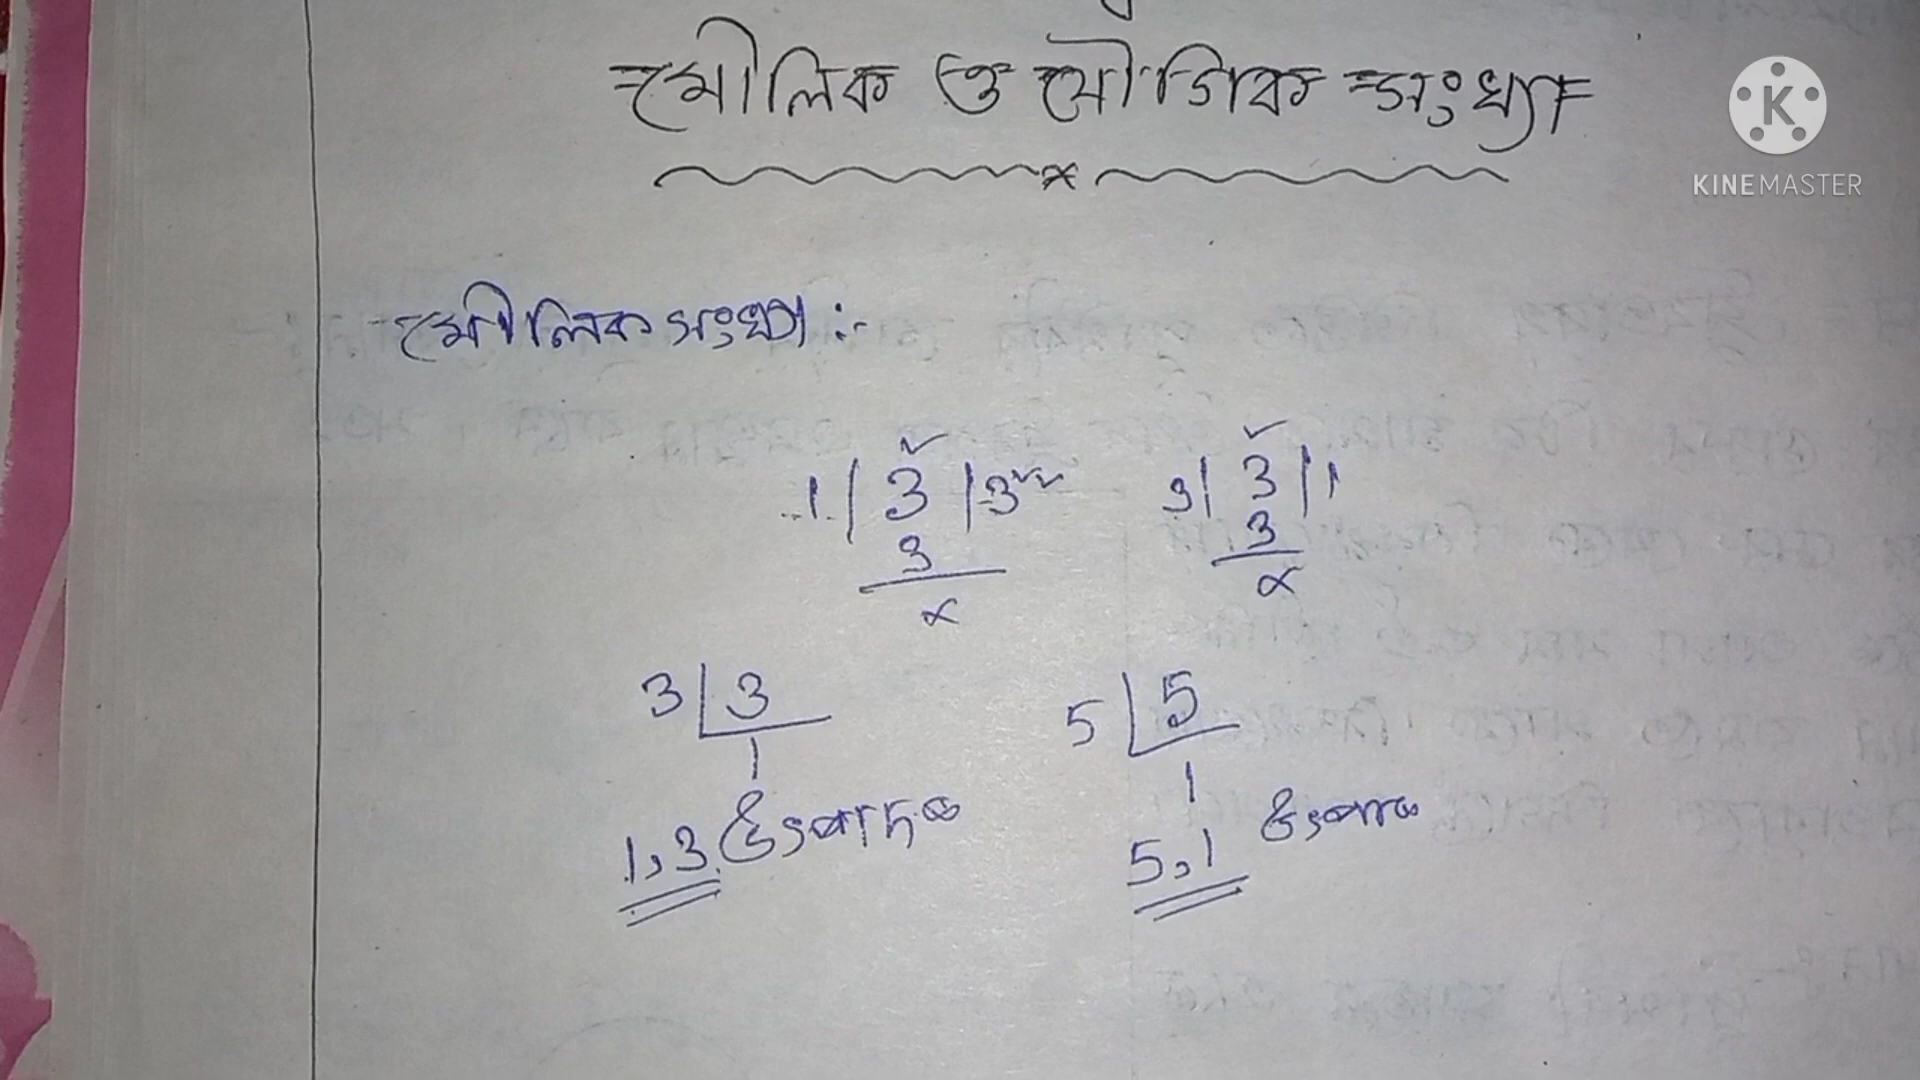 মৌলিক ও যৌগিক সংখ্যা
KINEMASTER
মৌলিক সংখ্যা :-
1 | 3 | 3
3
x
3 | 3 | 1
3
x
3 | 3
1
1, 3 উৎপাদক
5 | 5
1
5, 1 উৎপাদক